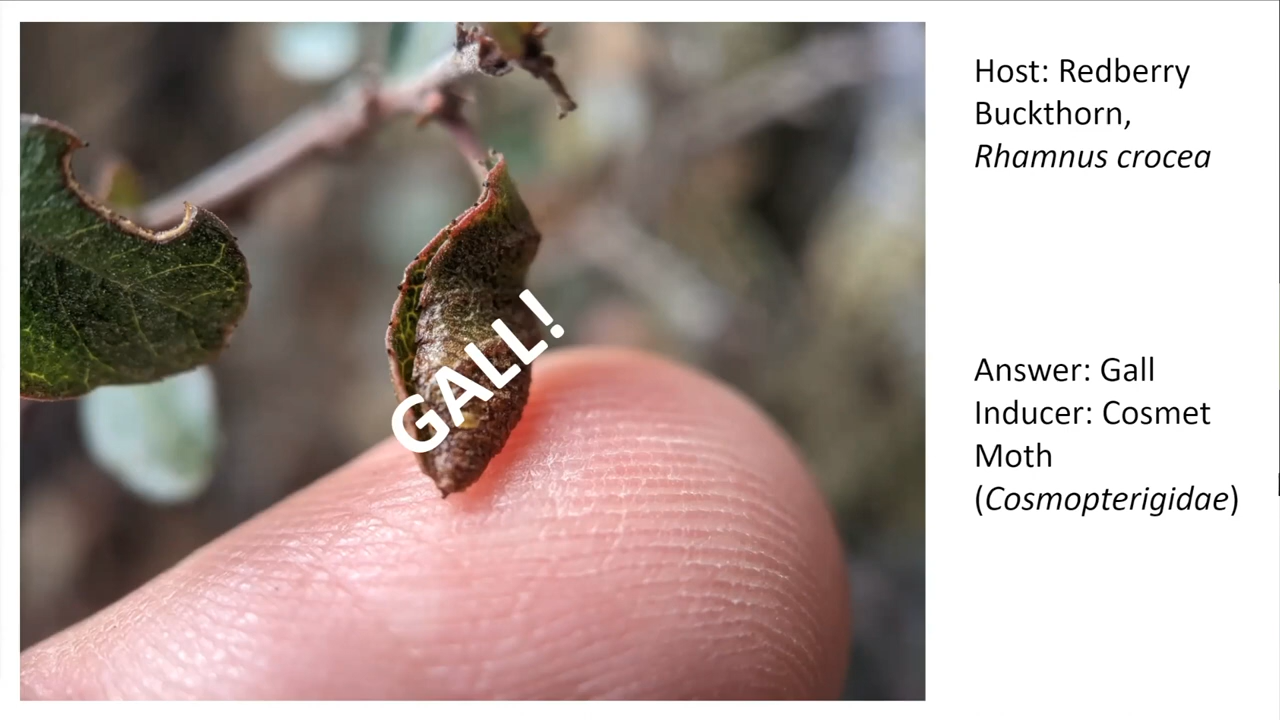 GALL!
Host: Redberry
Buckthorn,
Rhamnus crocea
Answer: Gall
Inducer: Cosmet
Moth
(Cosmopterigidae)